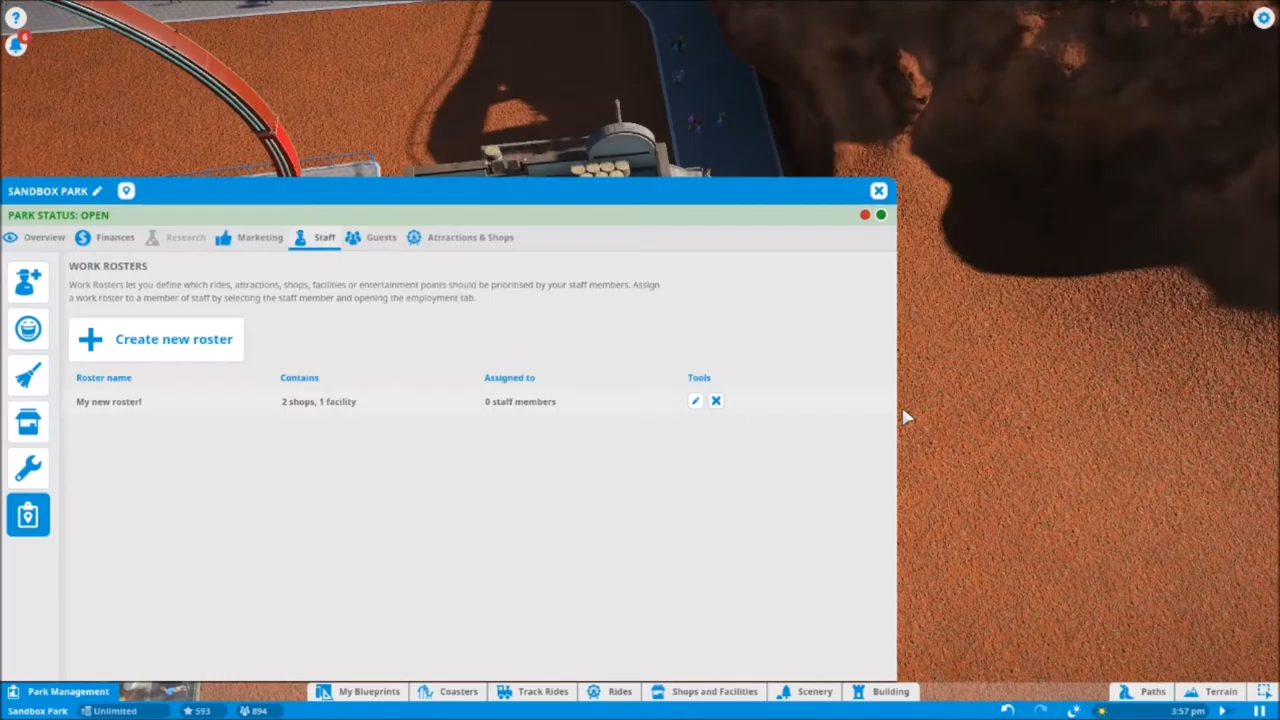 ?
6
SANDBOX PARK
PARK STATUS: OPEN
Overview Finances Research Marketing Staff Guests Attractions & Shops
WORK ROSTERS
Work Rosters let you define which rides, attractions, shops, facilities or entertainment points should be prioritised by your staff members. Assign
a work roster to a member of staff by selecting the staff member and opening the employment tab.
Create new roster
Roster name Contains Assigned to Tools
My new roster! 2 shops, 1 facility 0 staff members
Park Management My Blueprints Coasters Track Rides Rides Shops and Facilities Scenery Building Paths Terrain
Sandbox Park Unlimited 593 894 3:57 pm